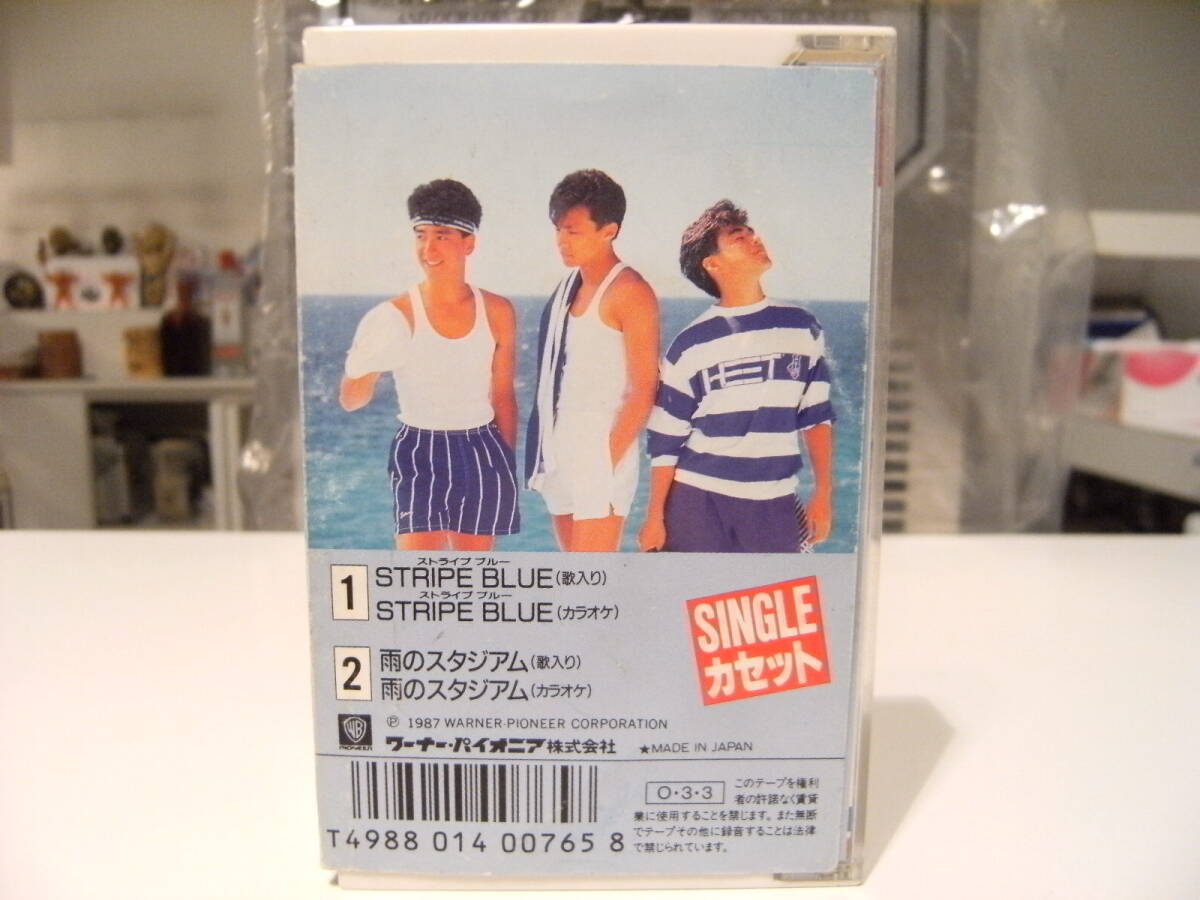 HEET
1
ストライプ ブルー
STRIPE BLUE(歌入り)
ストライプ ブルー
STRIPE BLUE(カラオケ)
2
雨のスタジアム(歌入り)
雨のスタジアム(カラオケ)
SINGLE
カセット
WB
PIONEER
Ⓟ 1987 WARNER-PIONEER CORPORATION
ワーナー・パイオニア株式会社 ★MADE IN JAPAN
T4988 014 00765 8
O・3・3
このテープを権利
者の許諾なく賃貸
業に使用することを禁じます。また無断
でテープその他に録音することは法律
で禁じられています。